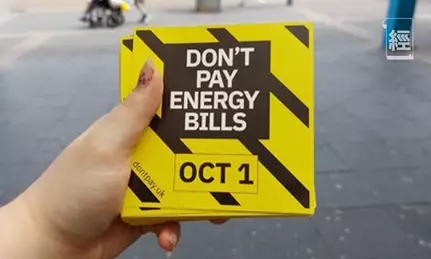 DON'T
PAY
ENERGY
BILLS
OCT 1
dontpay.uk
經